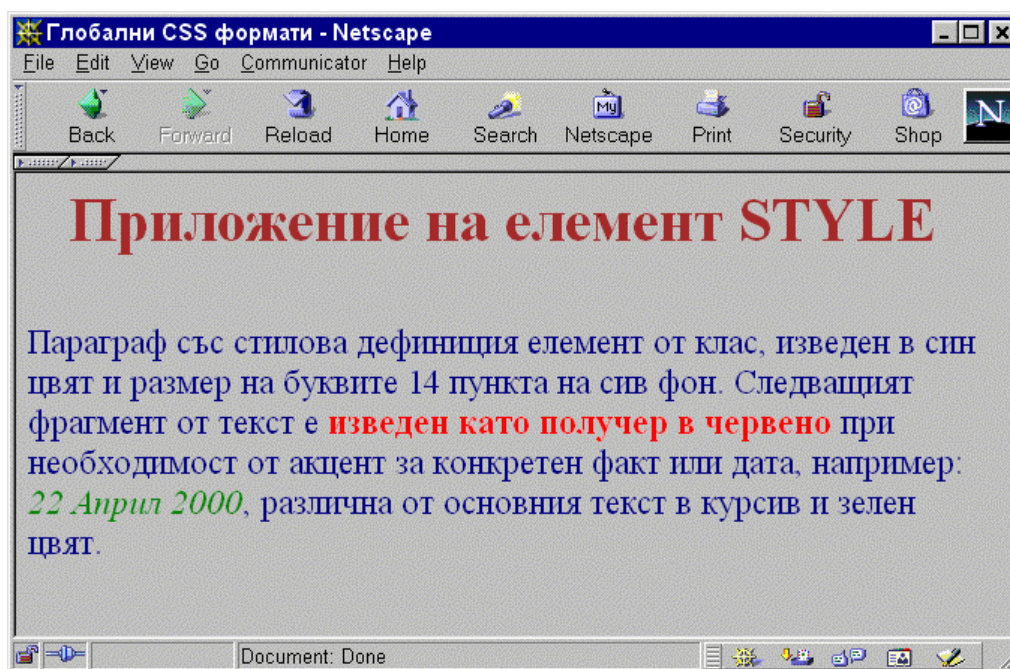 Глобални CSS формати - Netscape
File Edit View Go Communicator Help
My N
Back Forward Reload Home Search Netscape Print Security Shop
Приложение на елемент STYLE
Параграф със стилова дефиниция елемент от клас, изведен в син
цвят и размер на буквите 14 пункта на сив фон. Следващият
фрагмент от текст е изведен като получер в червено при
необходимост от акцент за конкретен факт или дата, например:
22 Април 2000, различна от основния текст в курсив и зелен
цвят.
Document: Done